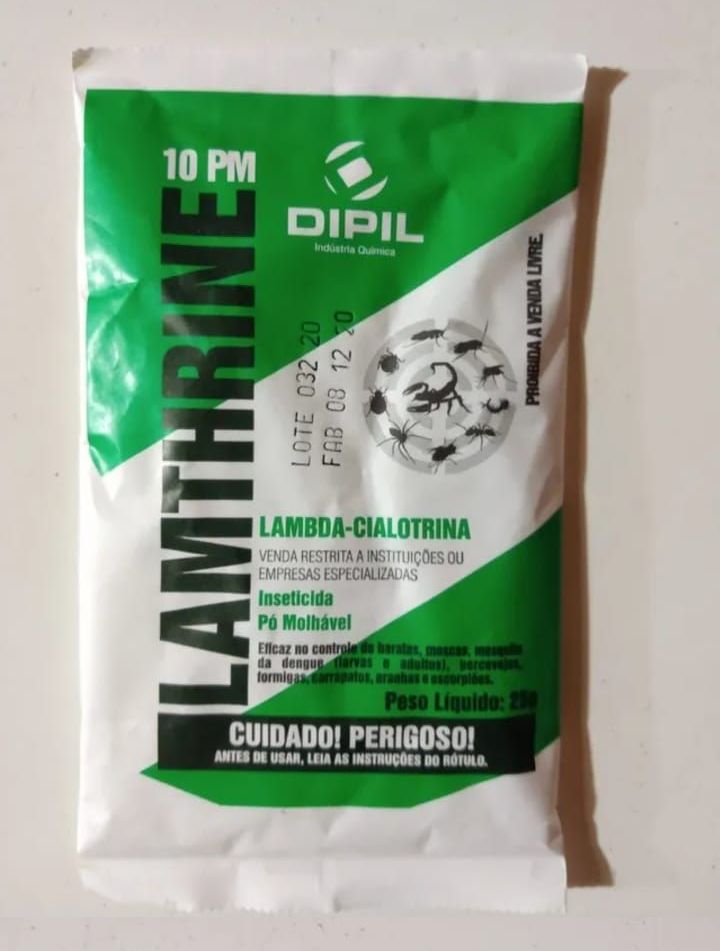 10 PM
LAMTHRINE
DIPIL
Indústria Química
PROIBIDA A VENDA LIVRE.
LOTE 032 20
FAB 08 12 20
LAMBDA-CIALOTRINA
VENDA RESTRITA A INSTITUIÇÕES OU
EMPRESAS ESPECIALIZADAS
Inseticida
Pó Molhável
Eficaz no controle de baratas, moscas, mosquito
da dengue (larvas e adultos), percevejos,
formigas, carrapatos, aranhas e escorpiões.
Peso Líquido: 25g
CUIDADO! PERIGOSO!
ANTES DE USAR, LEIA AS INSTRUÇÕES DO RÓTULO.